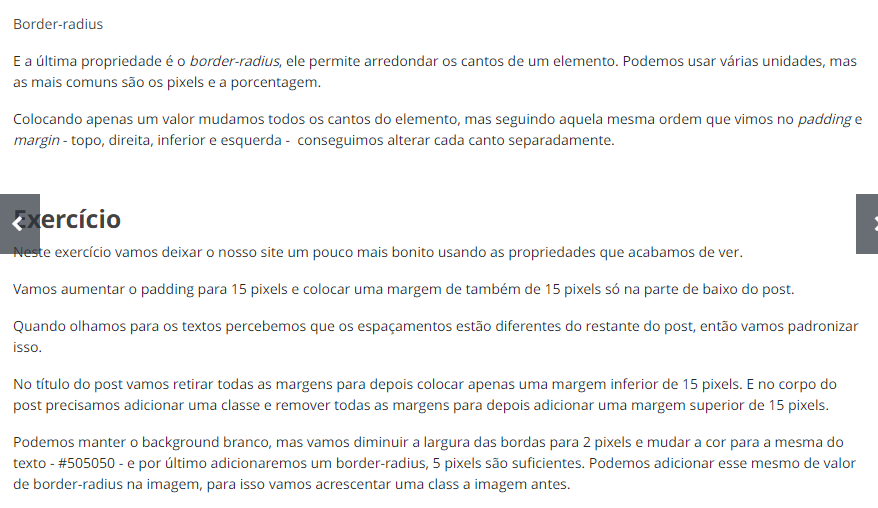 Border-radius
E a última propriedade é o border-radius, ele permite arredondar os cantos de um elemento. Podemos usar várias unidades, mas
as mais comuns são os pixels e a porcentagem.
Colocando apenas um valor mudamos todos os cantos do elemento, mas seguindo aquela mesma ordem que vimos no padding e
margin - topo, direita, inferior e esquerda - conseguimos alterar cada canto separadamente.
Exercício
Neste exercício vamos deixar o nosso site um pouco mais bonito usando as propriedades que acabamos de ver.
Vamos aumentar o padding para 15 pixels e colocar uma margem de também de 15 pixels só na parte de baixo do post.
Quando olhamos para os textos percebemos que os espaçamentos estão diferentes do restante do post, então vamos padronizar
isso.
No título do post vamos retirar todas as margens para depois colocar apenas uma margem inferior de 15 pixels. E no corpo do
post precisamos adicionar uma classe e remover todas as margens para depois adicionar uma margem superior de 15 pixels.
Podemos manter o background branco, mas vamos diminuir a largura das bordas para 2 pixels e mudar a cor para a mesma do
texto - #505050 - e por último adicionaremos um border-radius, 5 pixels são suficientes. Podemos adicionar esse mesmo de valor
de border-radius na imagem, para isso vamos acrescentar uma class a imagem antes.